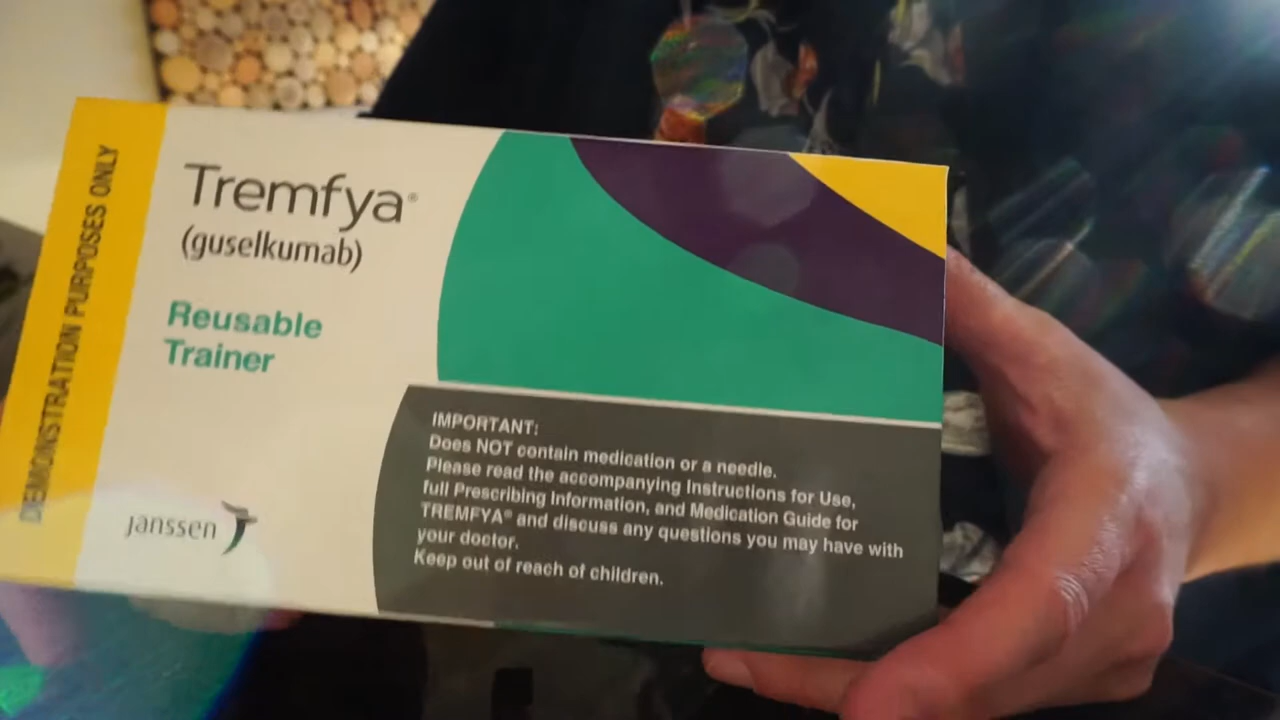 DEMONSTRATION PURPOSES ONLY
Tremfya®
(guselkumab)
Reusable
Trainer
janssen
IMPORTANT:
Does NOT contain medication or a needle.
Please read the accompanying Instructions for Use,
full Prescribing Information, and Medication Guide for
TREMFYA® and discuss any questions you may have with
your doctor.
Keep out of reach of children.